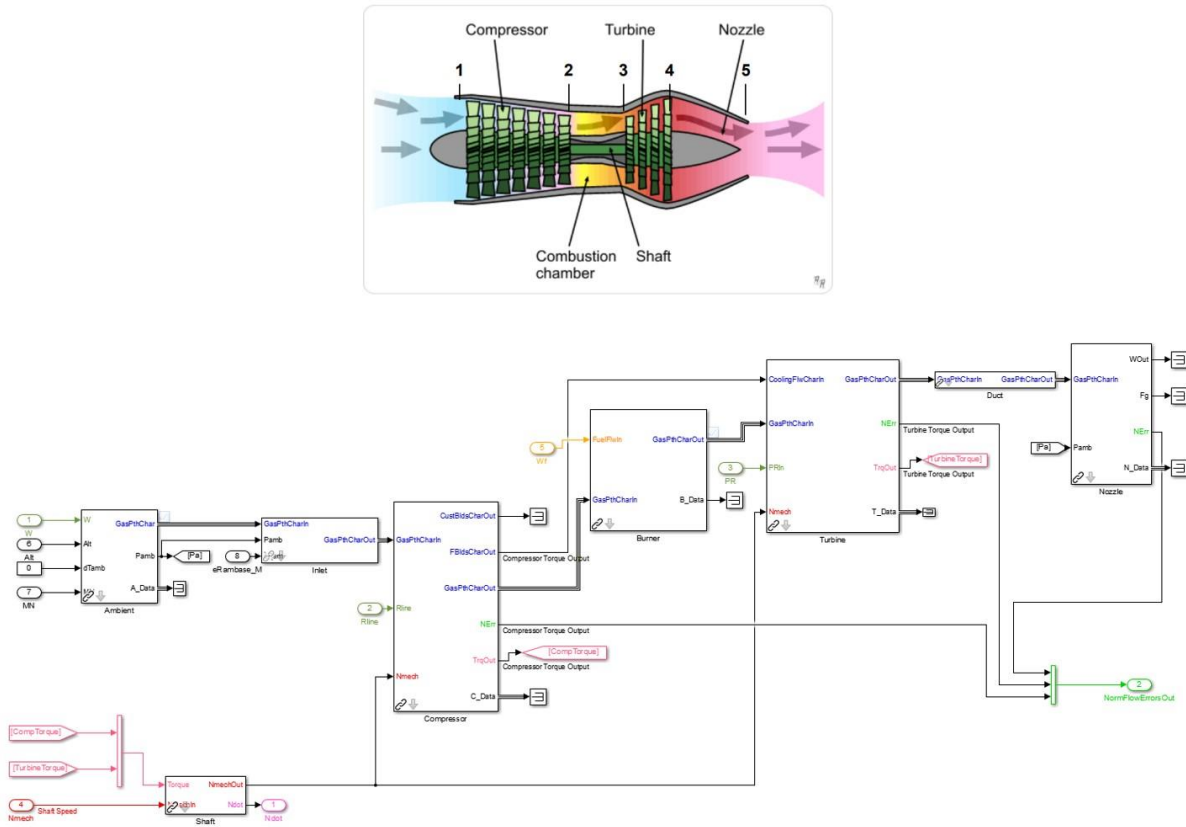 Compressor
Turbine
Nozzle
1
2
3
4
5
Combustion
chamber
Shaft
1
W
6
Alt
0
7
MN
W
Alt
dTamb
GasPthChar
Pamb
A_Data
Ambient
[Pa]
GasPthCharIn
Pamb
GasPthCharOut
Inlet
8
eRambase_M
2
Rline
GasPthCharIn
Rline
Nmech
CustBldsCharOut
FBldsCharOut
GasPthCharOut
NErr
TrqOut
C_Data
Compressor
Compressor Torque Output
Compressor Torque Output
Compressor Torque Output
[CompTorque]
5
Wf
FuelFlwIn
GasPthCharIn
GasPthCharOut
B_Data
Burner
3
PR
CoolingFlwCharIn
GasPthCharIn
PRIn
Nmech
GasPthCharOut
NErr
TrqOut
T_Data
Turbine
Turbine Torque Output
Turbine Torque Output
[TurbineTorque]
GasPthCharIn
GasPthCharOut
Duct
[Pa]
GasPthCharIn
Pamb
WOut
Fg
NErr
N_Data
Nozzle
2
NormFlowErrorsOut
[CompTorque]
[TurbineTorque]
4
Nmech
Shaft Speed
Torque
NmechOut
Ndot
Shaft
1
Ndot